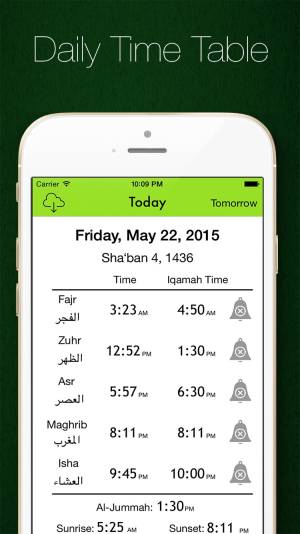 Daily Time Table
Carrier 10:09 PM
Today Tomorrow
Friday, May 22, 2015
Sha'ban 4, 1436
Time Iqamah Time
Fajr
الفجر 3:23 AM 4:50 AM
Zuhr
الظهر 12:52 PM 1:30 PM
Asr
العصر 5:57 PM 6:30 PM
Maghrib
المغرب 8:11 PM 8:11 PM
Isha
العشاء 9:45 PM 10:00 PM
Al-Jummah: 1:30 PM
Sunrise: 5:25 AM Sunset: 8:11 PM